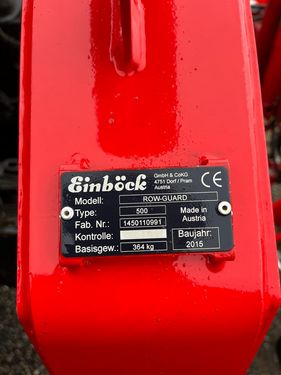 Einböck
GmbH & CoKG
4751 Dorf / Pram
Austria
CE
Modell: ROW-GUARD
Type: 500
Made in
Austria
Fab. Nr.: 1450110991
Kontrolle:
Basisgew.: 364 kg
Baujahr:
2015